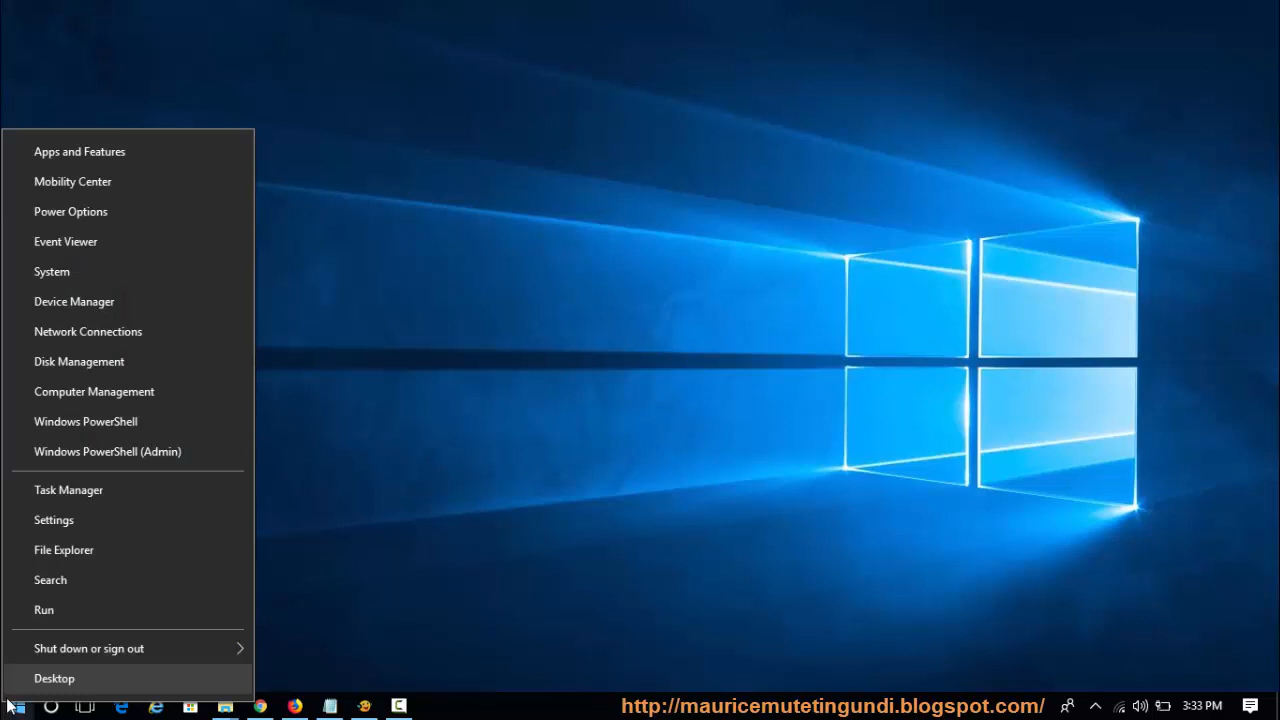 Apps and Features
Mobility Center
Power Options
Event Viewer
System
Device Manager
Network Connections
Disk Management
Computer Management
Windows PowerShell
Windows PowerShell (Admin)
Task Manager
Settings
File Explorer
Search
Run
Shut down or sign out
Desktop
http://mauricemutetingundi.blogspot.com/
3:33 PM